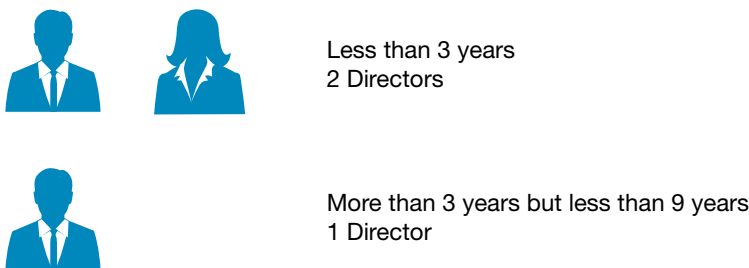 Less than 3 years
2 Directors
More than 3 years but less than 9 years
1 Director